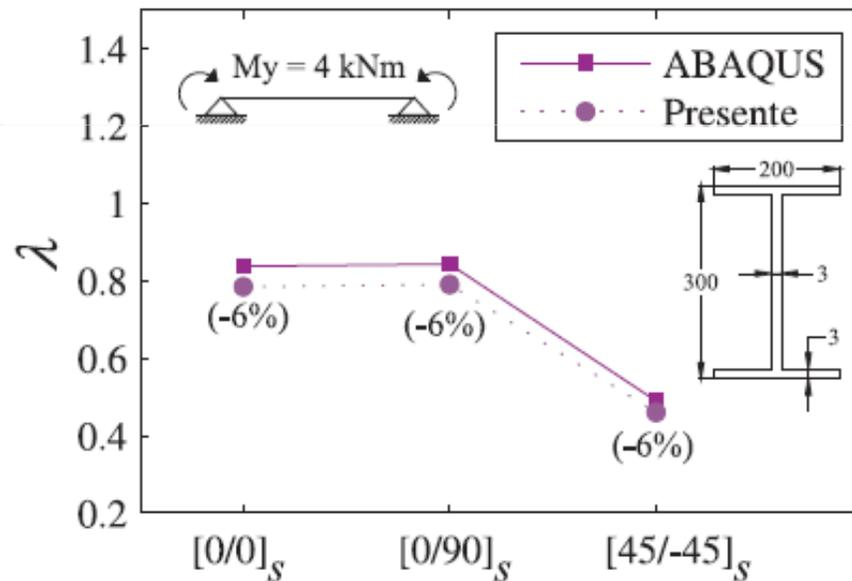 1.4
1.2
1
0.8
0.6
0.4
0.2
λ
My = 4 kNm
ABAQUS
Presente
200
300
3
3
(-6%)
(-6%)
(-6%)
[0/0]s
[0/90]s
[45/-45]s